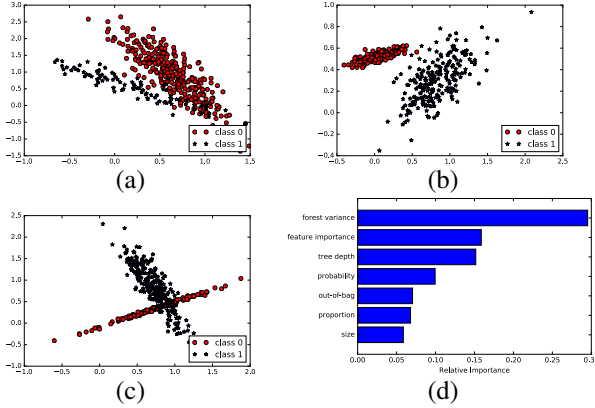 3.0
2.5
2.0
1.5
1.0
0.5
0.0
−0.5
−1.0
−1.5
−1.0 −0.5 0.0 0.5 1.0 1.5
class 0
class 1
(a)
1.0
0.8
0.6
0.4
0.2
0.0
−0.2
−0.4
−0.5 0.0 0.5 1.0 1.5 2.0 2.5
class 0
class 1
(b)
2.5
2.0
1.5
1.0
0.5
0.0
−0.5
−1.0
−1.0 −0.5 0.0 0.5 1.0 1.5 2.0
class 0
class 1
(c)
forest variance
feature importance
tree depth
probability
out-of-bag
proportion
size
0.00 0.05 0.10 0.15 0.20 0.25 0.30
Relative Importance
(d)